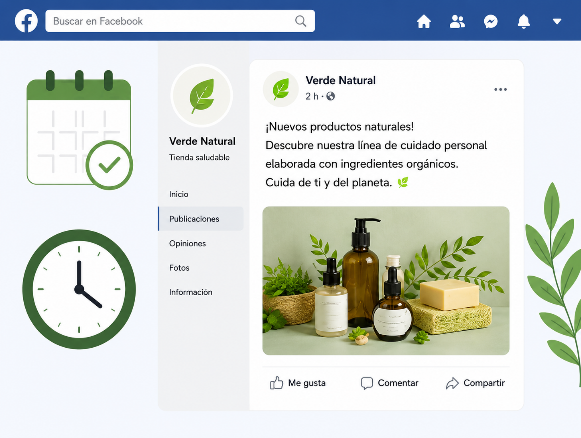 Buscar en Facebook
Verde Natural
Tienda saludable
Inicio
Publicaciones
Opiniones
Fotos
Información
Verde Natural
2 h ·
¡Nuevos productos naturales!
Descubre nuestra línea de cuidado personal
elaborada con ingredientes orgánicos.
Cuida de ti y del planeta. 🌿
Me gusta
Comentar
Compartir